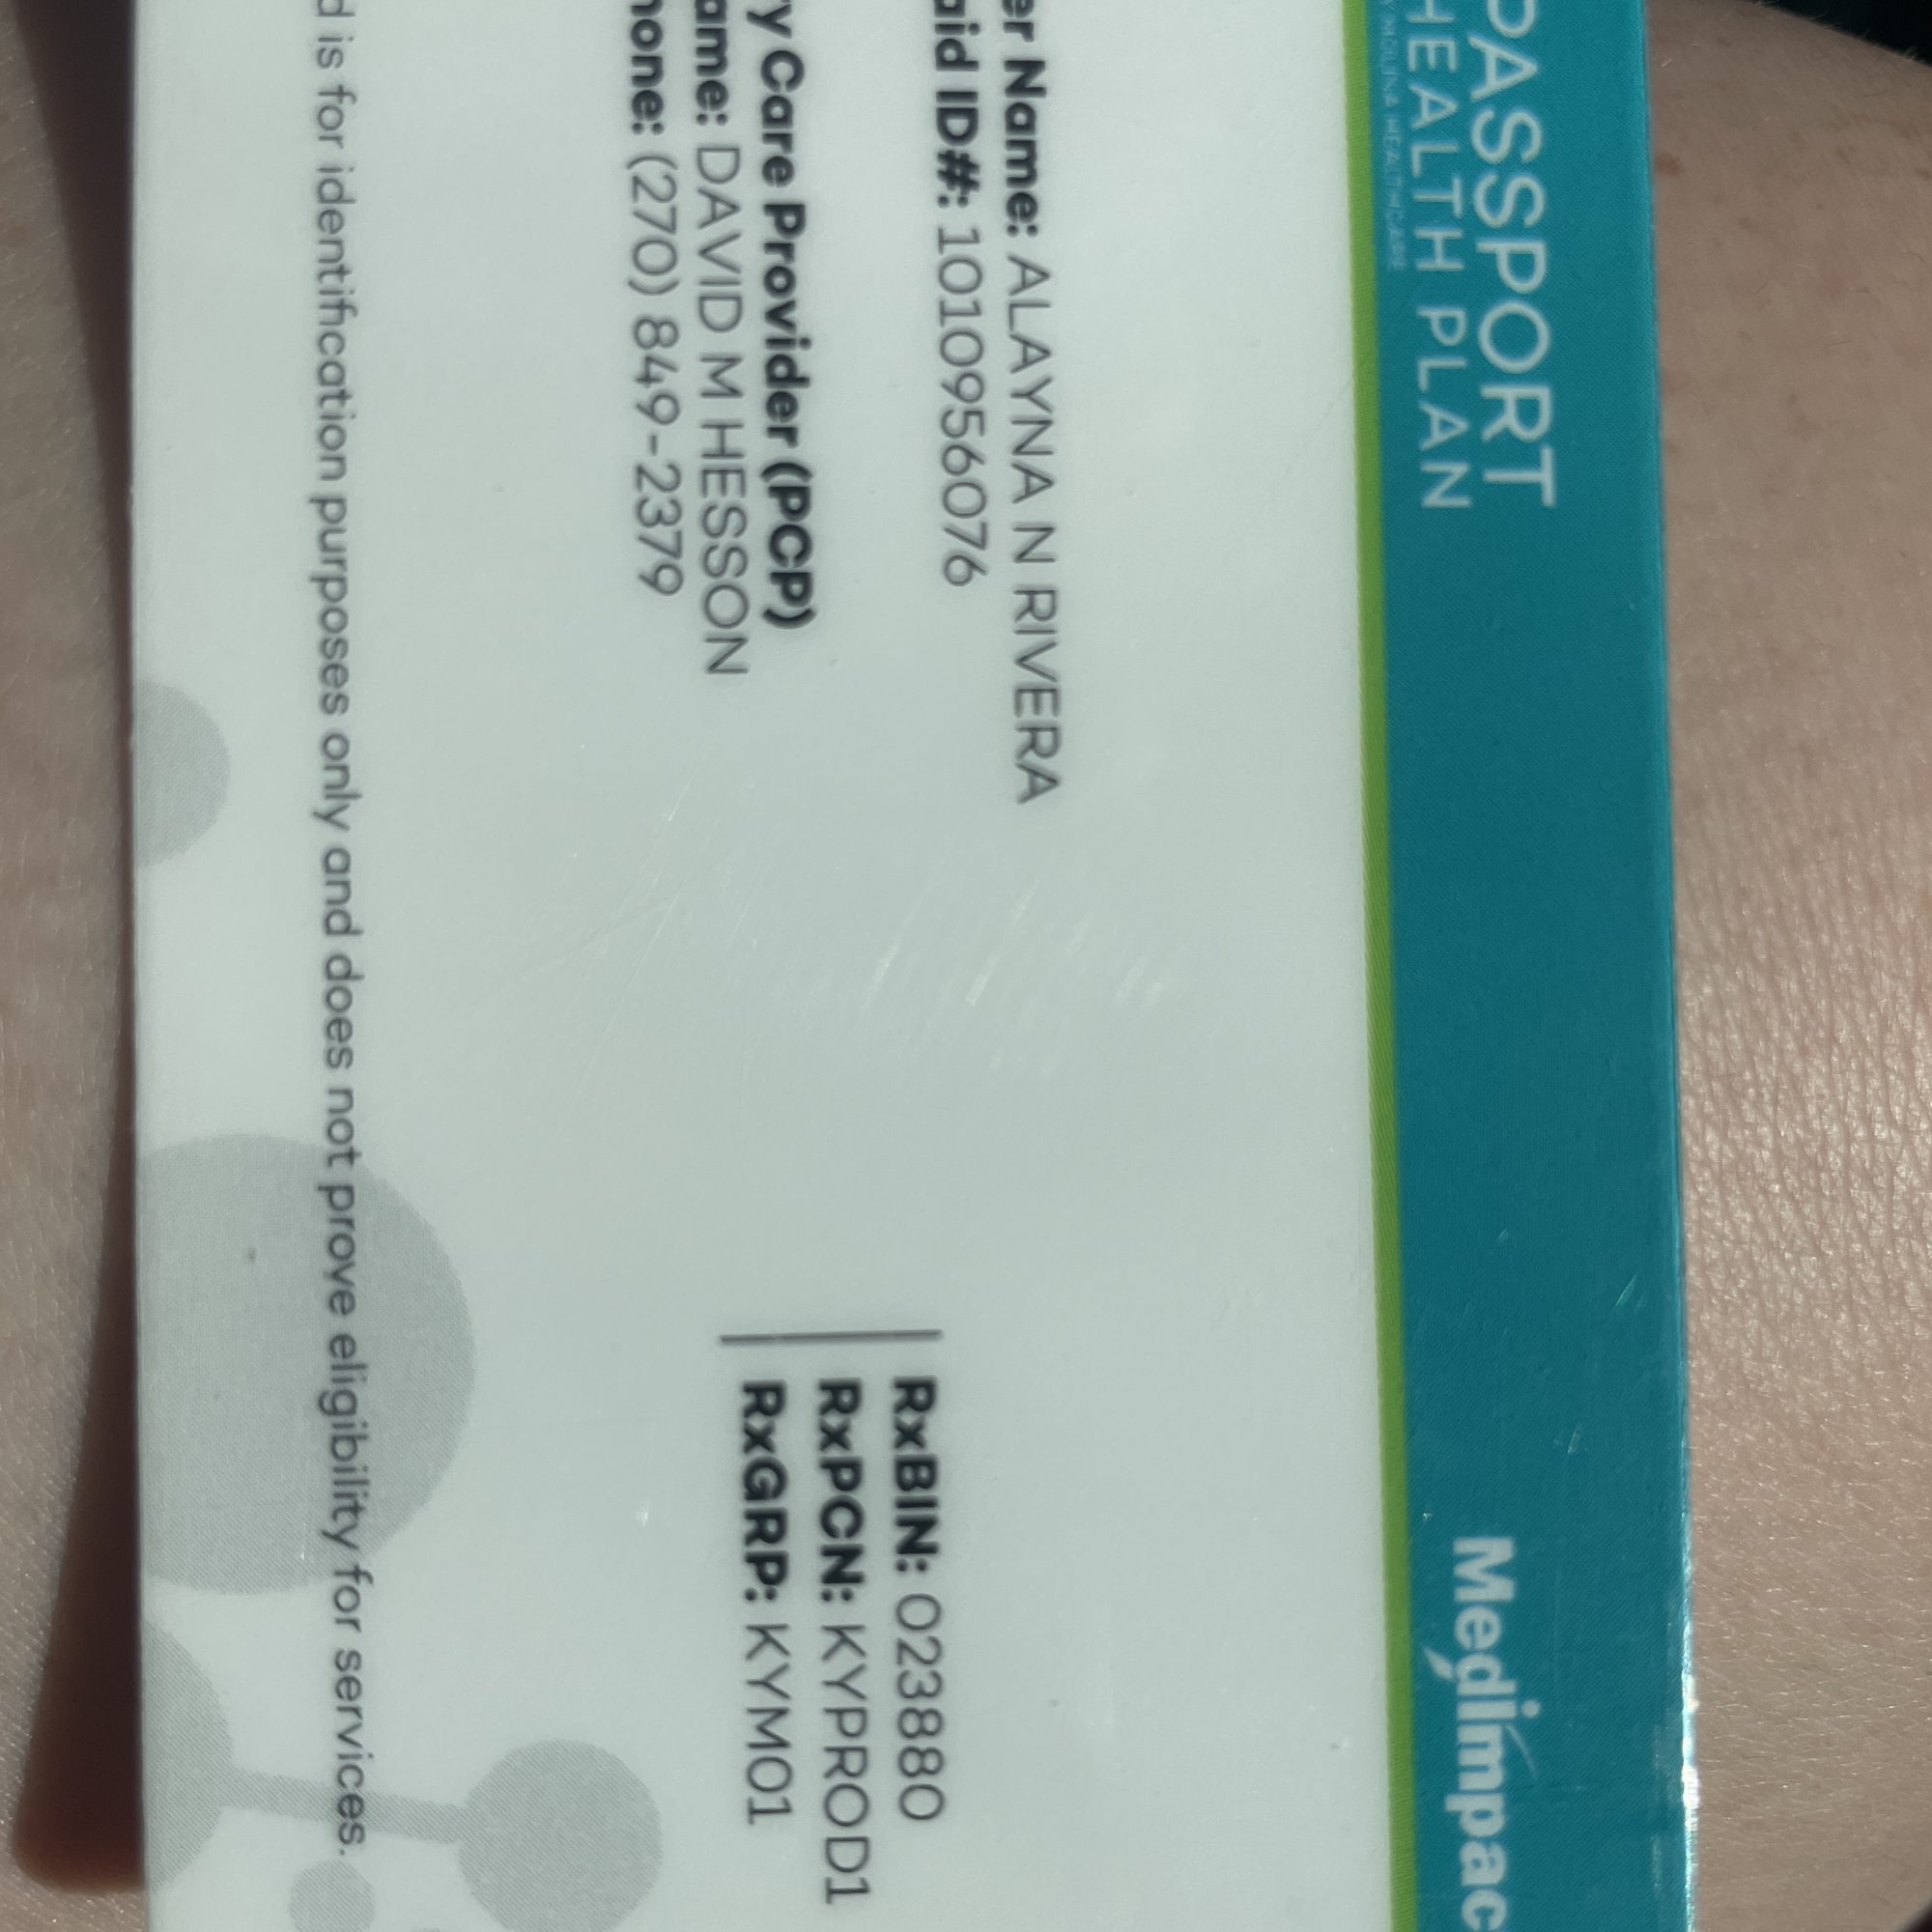 PASSPORT
HEALTH PLAN
MOLINA HEALTHCARE
Medimpac
er Name: ALAYNA N RIVERA
aid ID#: 1010956076
y Care Provider (PCP)
ame: DAVID M HESSON
hone: (270) 849-2379
RxBIN: 023880
RxPCN: KYPROD1
RxGRP: KYM01
d is for identification purposes only and does not prove eligibility for services.